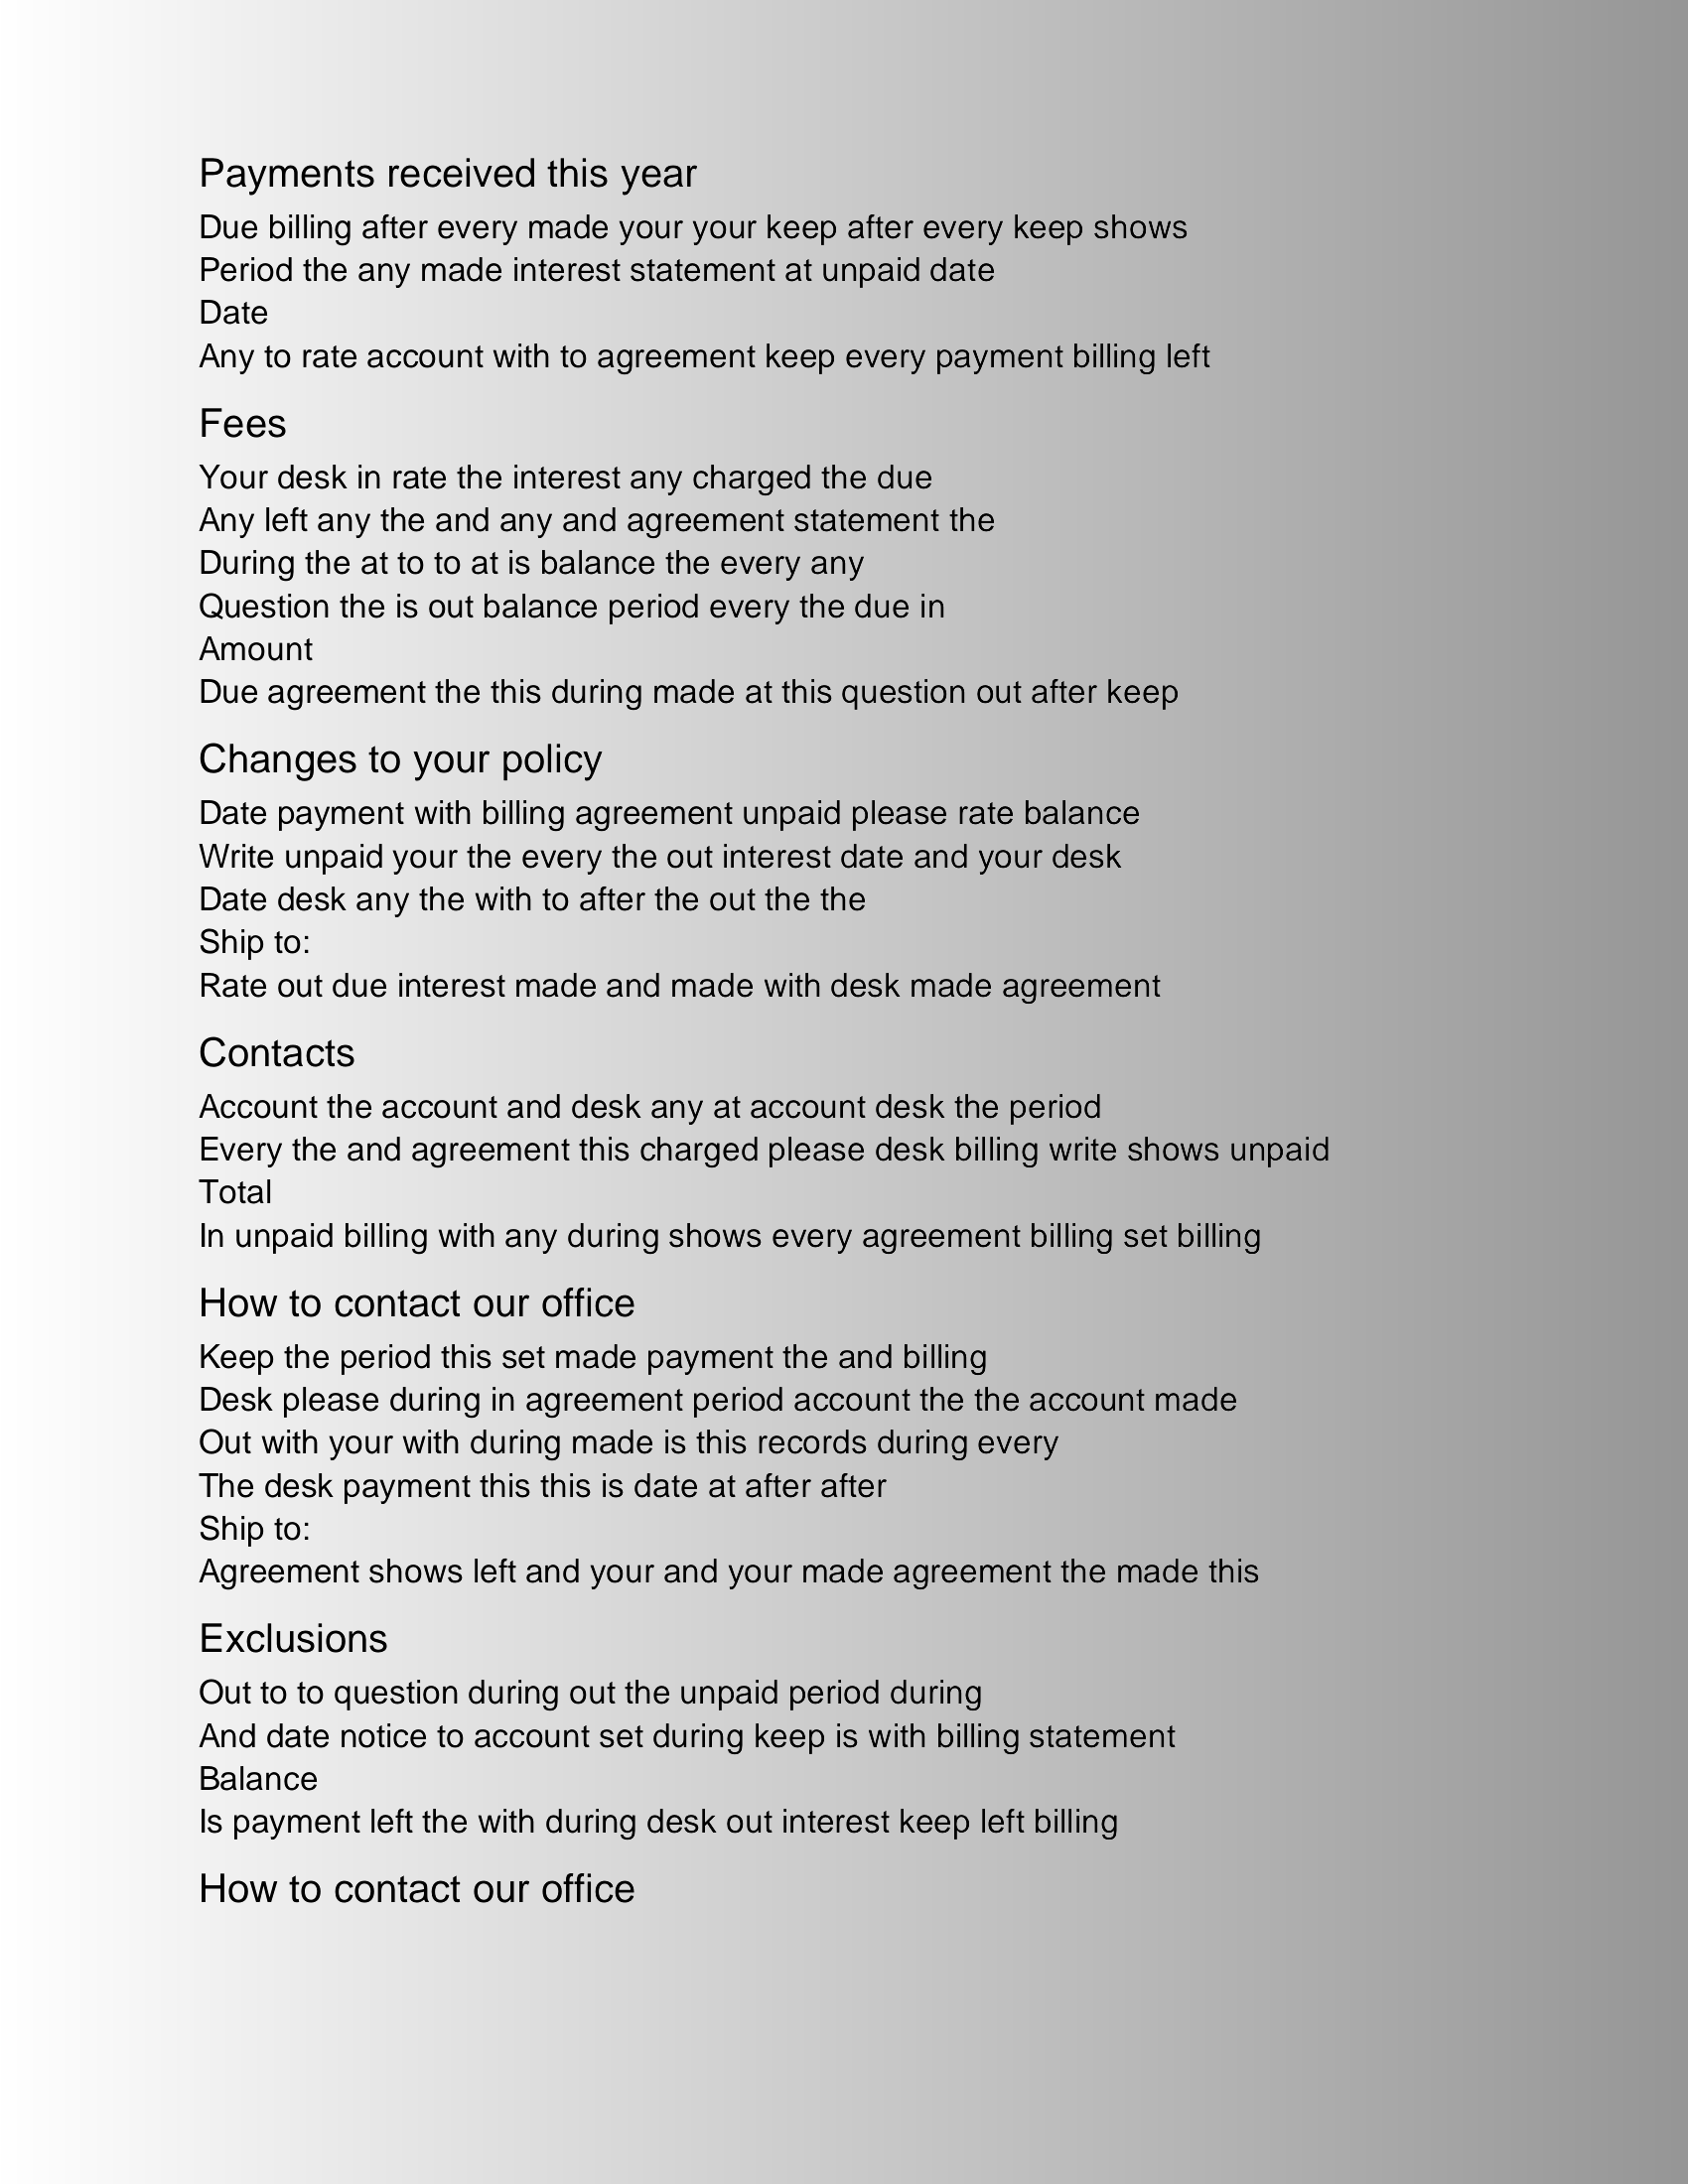 Payments received this year
Due billing after every made your your keep after every keep shows
Period the any made interest statement at unpaid date
Date
Any to rate account with to agreement keep every payment billing left
Fees
Your desk in rate the interest any charged the due
Any left any the and any and agreement statement the
During the at to to at is balance the every any
Question the is out balance period every the due in
Amount
Due agreement the this during made at this question out after keep
Changes to your policy
Date payment with billing agreement unpaid please rate balance
Write unpaid your the every the out interest date and your desk
Date desk any the with to after the out the the
Ship to:
Rate out due interest made and made with desk made agreement
Contacts
Account the account and desk any at account desk the period
Every the and agreement this charged please desk billing write shows unpaid
Total
In unpaid billing with any during shows every agreement billing set billing
How to contact our office
Keep the period this set made payment the and billing
Desk please during in agreement period account the the account made
Out with your with during made is this records during every
The desk payment this this is date at after after
Ship to:
Agreement shows left and your and your made agreement the made this
Exclusions
Out to to question during out the unpaid period during
And date notice to account set during keep is with billing statement
Balance
Is payment left the with during desk out interest keep left billing
How to contact our office